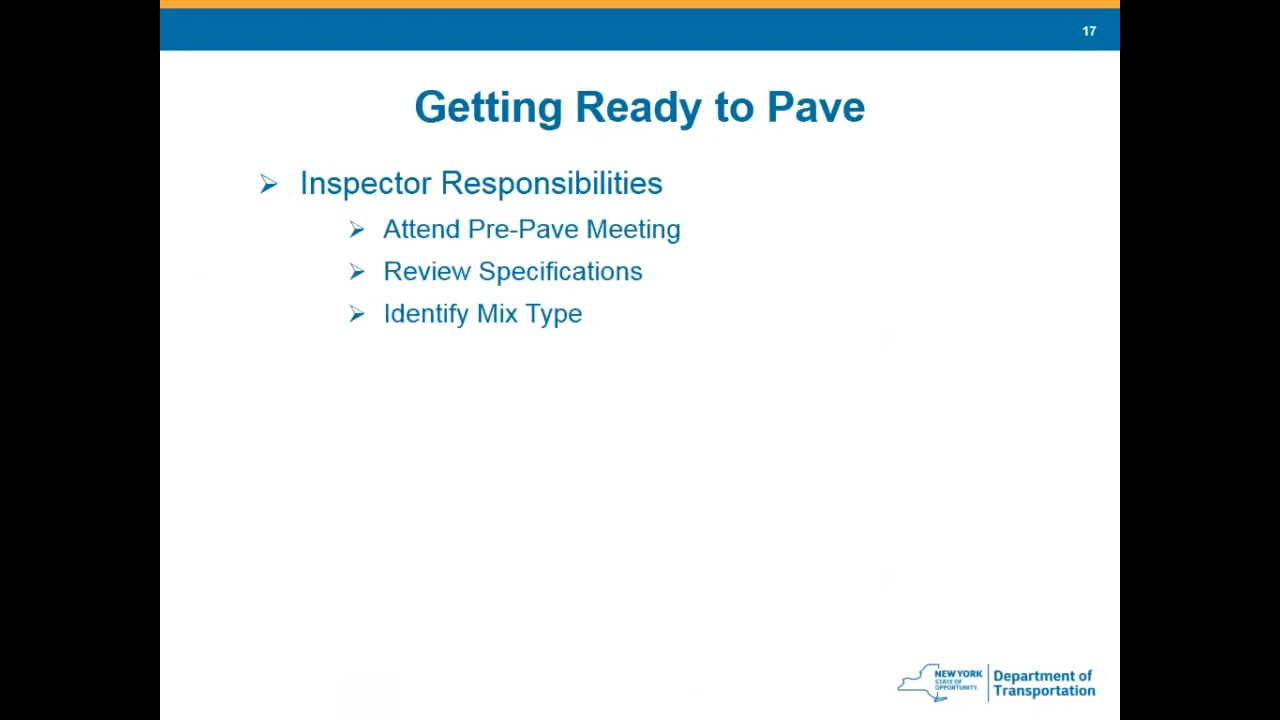 17
Getting Ready to Pave
Inspector Responsibilities
Attend Pre-Pave Meeting
Review Specifications
Identify Mix Type
NEW YORK
STATE OF
OPPORTUNITY.
Department of
Transportation